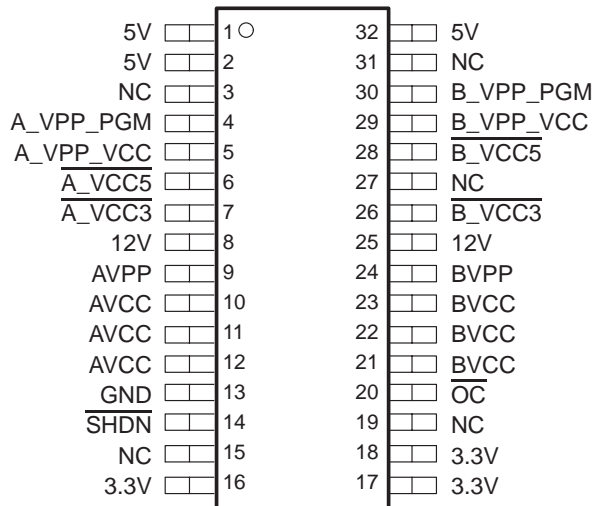 5V 1 32 5V
5V 2 31 NC
NC 3 30 B_VPP_PGM
A_VPP_PGM 4 29 B_VPP_VCC
A_VPP_VCC 5 28 B_VCC5
A_VCC5 6 27 NC
A_VCC3 7 26 B_VCC3
12V 8 25 12V
AVPP 9 24 BVPP
AVCC 10 23 BVCC
AVCC 11 22 BVCC
AVCC 12 21 BVCC
GND 13 20 OC
SHDN 14 19 NC
NC 15 18 3.3V
3.3V 16 17 3.3V